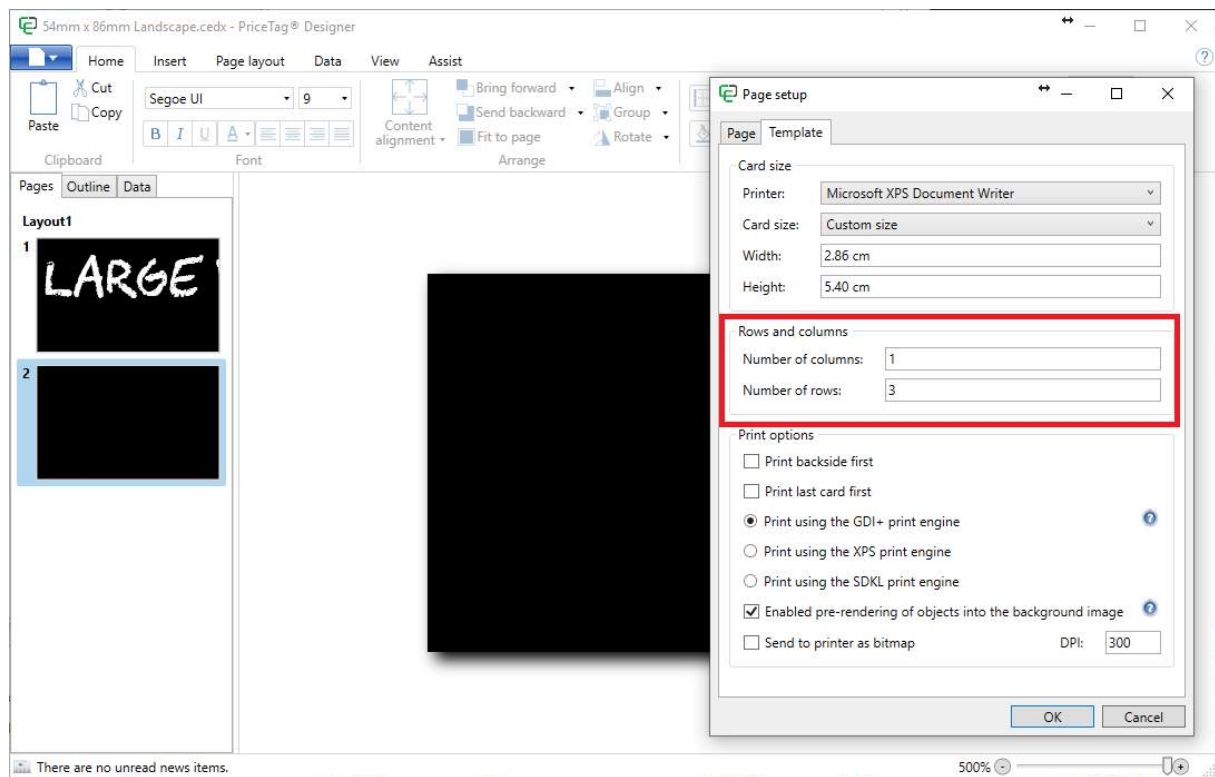 54mm x 86mm Landscape.cedx - PriceTag® Designer
Home Insert Page layout Data View Assist
Paste
Cut
Copy
Clipboard
Segoe UI 9
B I U A
Font
Content alignment
Bring forward
Send backward
Fit to page
Align
Group
Rotate
Arrange
Pages Outline Data
Layout1
1
LARGE
2
Page setup
Page Template
Card size
Printer: Microsoft XPS Document Writer
Card size: Custom size
Width: 2.86 cm
Height: 5.40 cm
Rows and columns
Number of columns: 1
Number of rows: 3
Print options
Print backside first
Print last card first
Print using the GDI+ print engine
Print using the XPS print engine
Print using the SDKL print engine
Enabled pre-rendering of objects into the background image
Send to printer as bitmap DPI: 300
OK Cancel
There are no unread news items. 500%